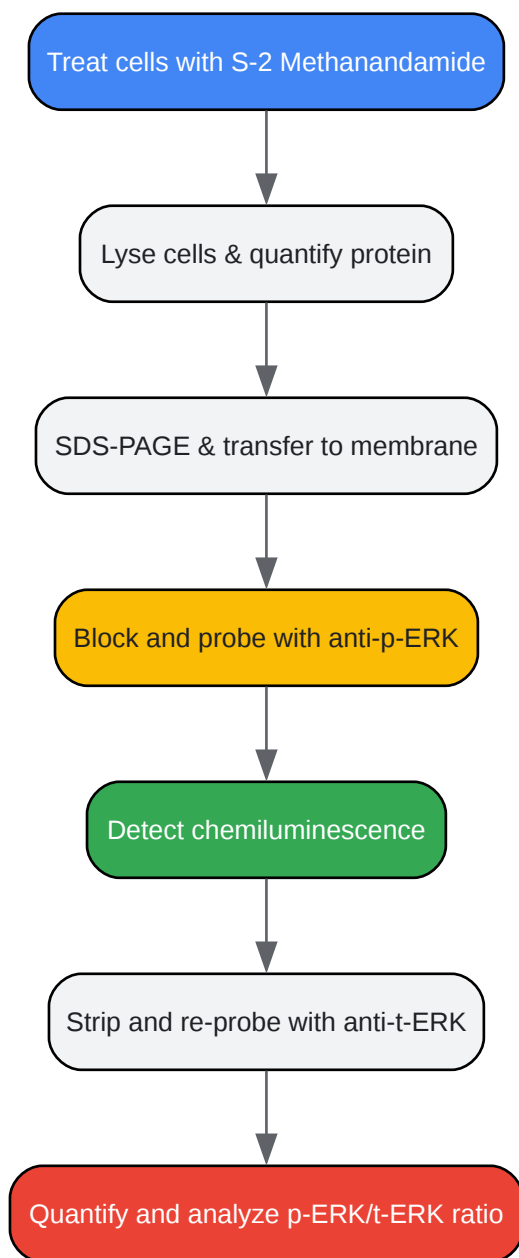 Treat cells with S-2 Methanandamide
Lyse cells & quantify protein
SDS-PAGE & transfer to membrane
Block and probe with anti-p-ERK
Detect chemiluminescence
Strip and re-probe with anti-t-ERK
Quantify and analyze p-ERK/t-ERK ratio